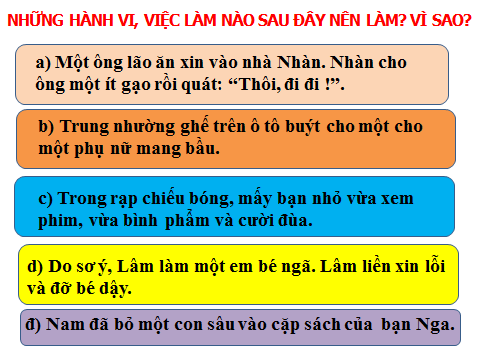 NHỮNG HÀNH VI, VIỆC LÀM NÀO SAU ĐÂY NÊN LÀM? VÌ SAO?
a) Một ông lão ăn xin vào nhà Nhàn. Nhàn cho
ông một ít gạo rồi quát: “Thôi, đi đi !”.
b) Trung nhường ghế trên ô tô buýt cho một cho
một phụ nữ mang bầu.
c) Trong rạp chiếu bóng, mấy bạn nhỏ vừa xem
phim, vừa bình phẩm và cười đùa.
d) Do sơ ý, Lâm làm một em bé ngã. Lâm liền xin lỗi
và đỡ bé dậy.
đ) Nam đã bỏ một con sâu vào cặp sách của bạn Nga.